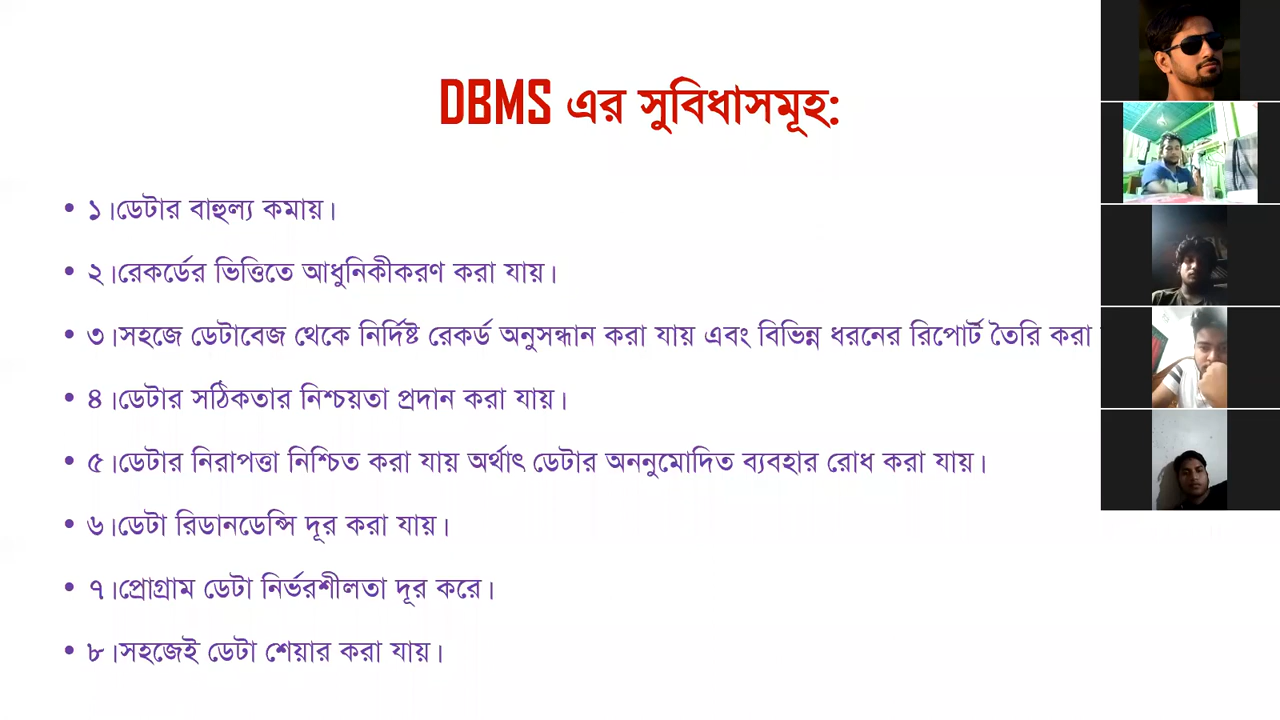 DBMS এর সুবিধাসমূহ:
• ১।ডেটার বাহুল্য কমায়।
• ২।রেকর্ডের ভিত্তিতে আধুনিকীকরণ করা যায়।
• ৩।সহজে ডেটাবেজ থেকে নির্দিষ্ট রেকর্ড অনুসন্ধান করা যায় এবং বিভিন্ন ধরনের রিপোর্ট তৈরি করা
• ৪।ডেটার সঠিকতার নিশ্চয়তা প্রদান করা যায়।
• ৫।ডেটার নিরাপত্তা নিশ্চিত করা যায় অর্থাৎ ডেটার অননুমোদিত ব্যবহার রোধ করা যায়।
• ৬।ডেটা রিডানডেন্সি দূর করা যায়।
• ৭।প্রোগ্রাম ডেটা নির্ভরশীলতা দূর করে।
• ৮।সহজেই ডেটা শেয়ার করা যায়।